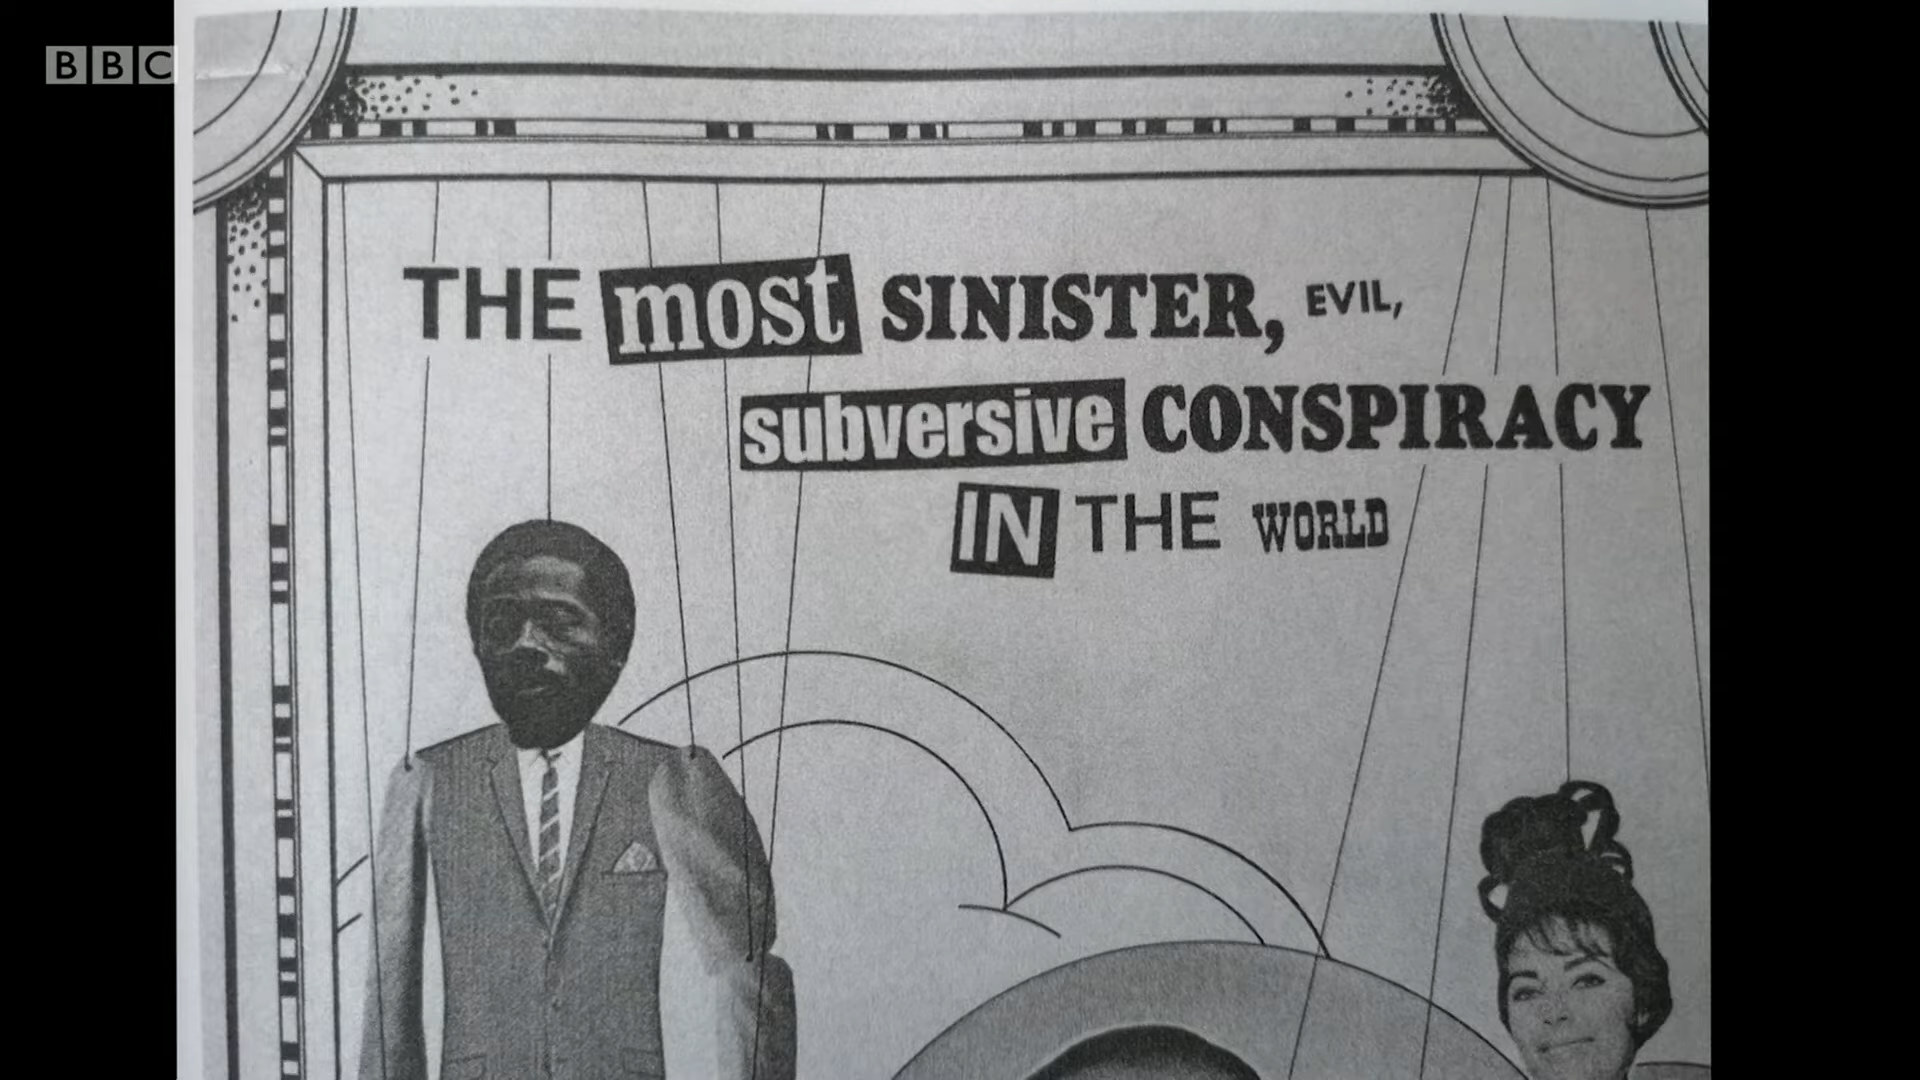 BBC
THE most SINISTER, EVIL,
subversive CONSPIRACY
IN THE WORLD